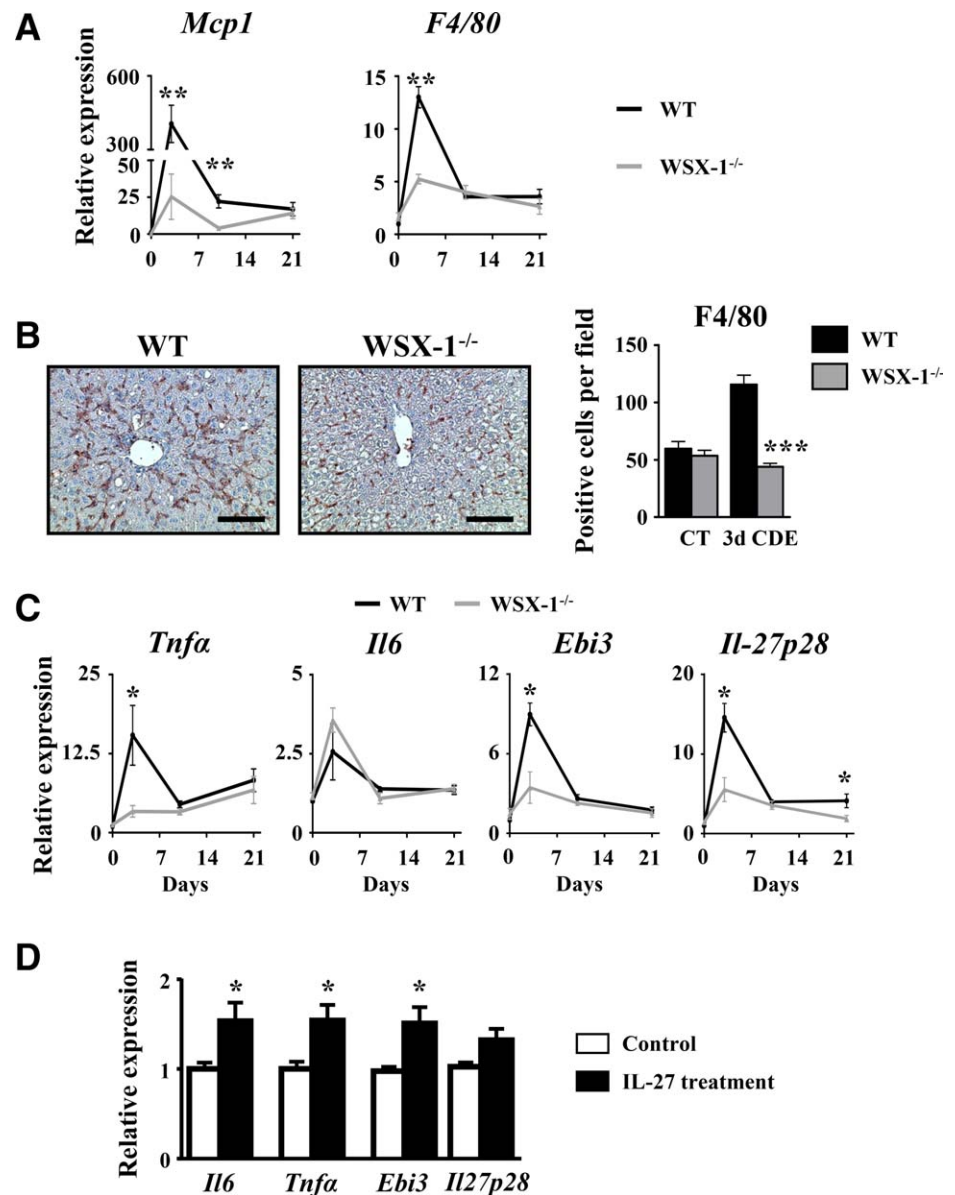 A
Mcp1
F4/80
Relative expression
600
300
50
25
0
**
**
0 7 14 21
15
10
5
0
**
0 7 14 21
WT
WSX-1-/-
B
WT
WSX-1-/-
F4/80
Positive cells per field
150
100
50
0
***
CT 3d CDE
WT
WSX-1-/-
C
WT WSX-1-/-
Tnfα
Il6
Ebi3
Il-27p28
Relative expression
25
12.5
0
*
0 7 14 21
Days
5
2.5
0
0 7 14 21
Days
12
6
0
*
0 7 14 21
Days
20
10
0
*
*
0 7 14 21
Days
D
Relative expression
2
1
0
* * *
Il6 Tnfα Ebi3 Il27p28
Control
IL-27 treatment